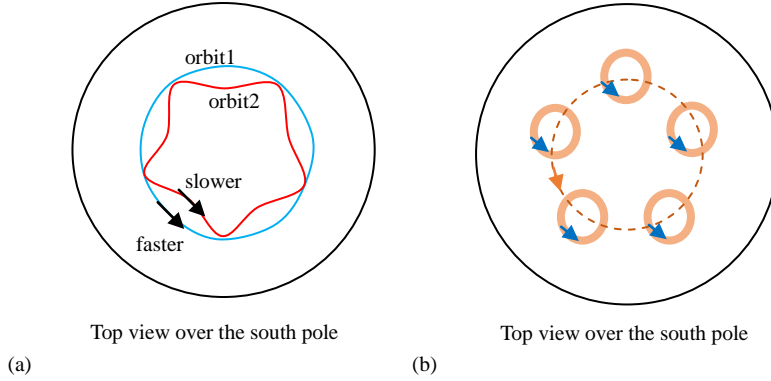 orbit1
orbit2
slower
faster
Top view over the south pole
(a)
Top view over the south pole
(b)